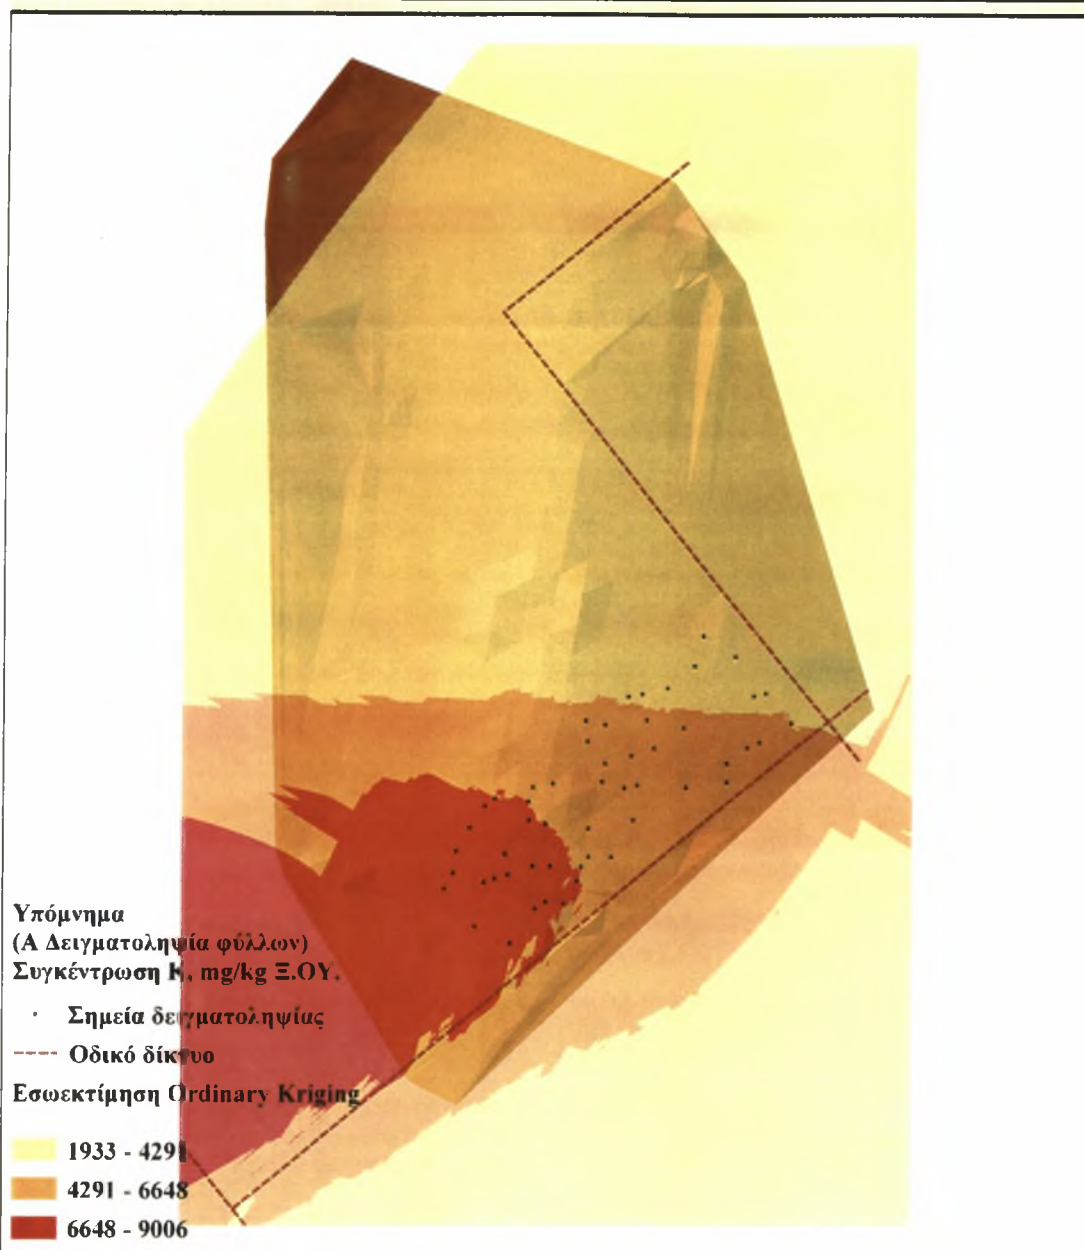 Υπόμνημα
(Α Δειγματοληψία φύλλων)
Συγκέντρωση Κ, mg/kg Ξ.ΟΥ.
Σημεία δειγματοληψίας
Οδικό δίκτυο
Εσωεκτίμηση Ordinary Kriging
1933 - 4291
4291 - 6648
6648 - 9006